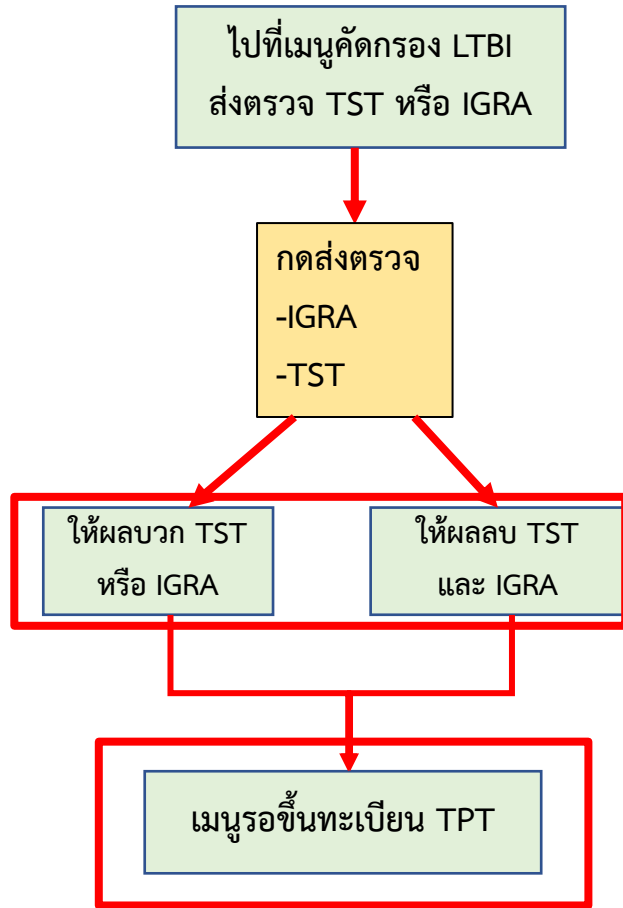 ไปที่เมนูคัดกรอง LTBI
ส่งตรวจ TST หรือ IGRA
กดส่งตรวจ
-IGRA
-TST
ให้ผลบวก TST
หรือ IGRA
ให้ผลลบ TST
และ IGRA
เมนูรอขึ้นทะเบียน TPT